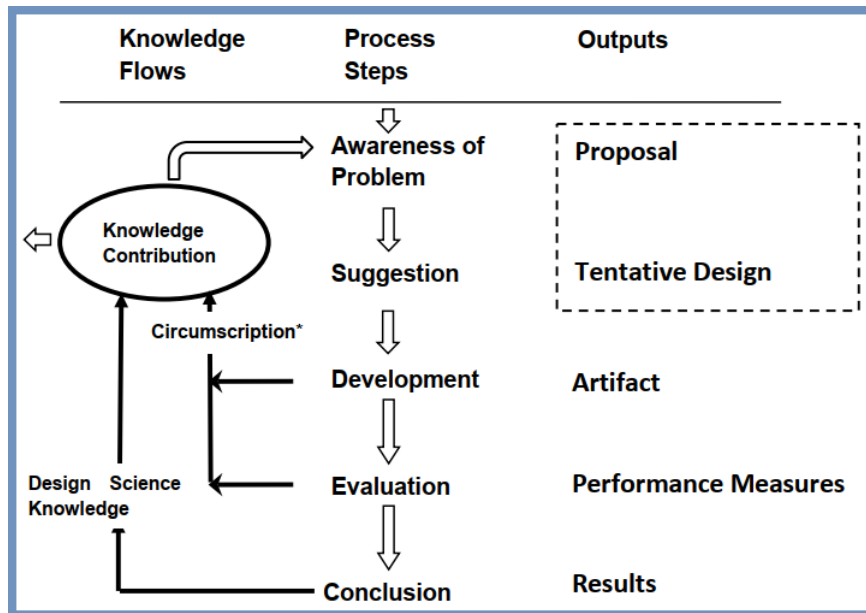 Knowledge Flows
Process Steps
Outputs
Awareness of Problem
Proposal
Knowledge Contribution
Suggestion
Tentative Design
Circumscription*
Development
Artifact
Design Science Knowledge
Evaluation
Performance Measures
Conclusion
Results